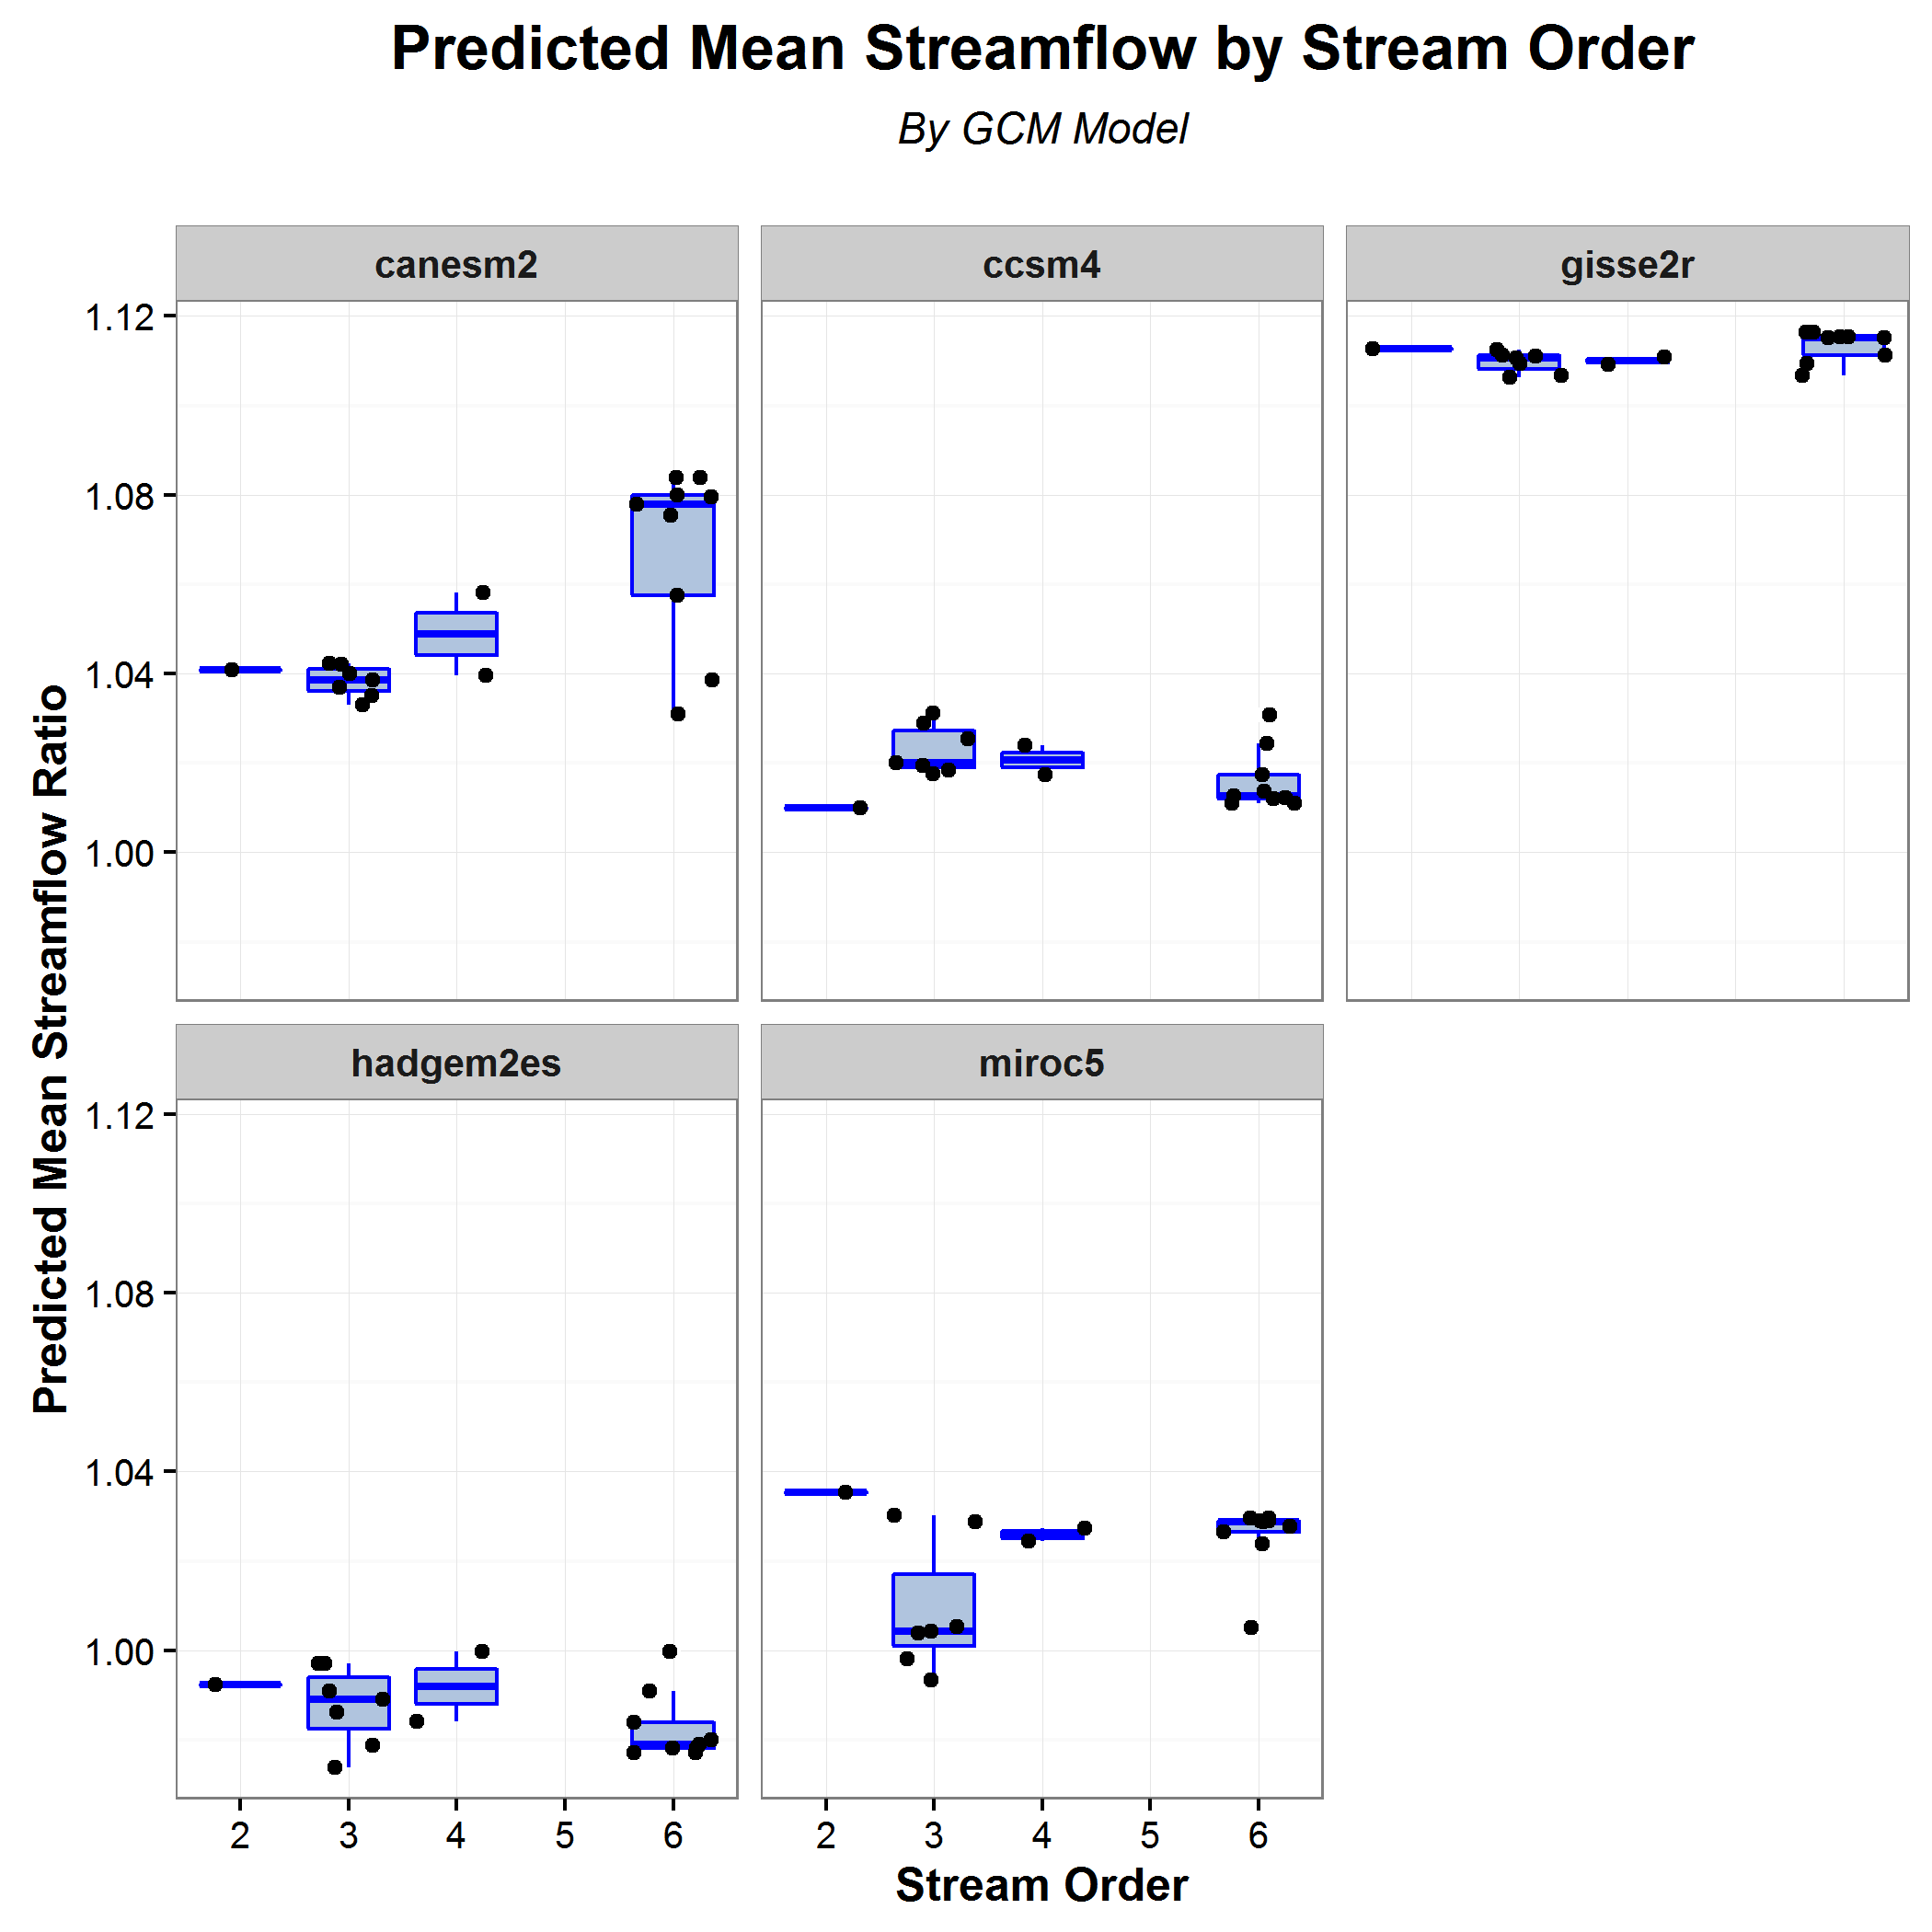 Predicted Mean Streamflow by Stream Order
By GCM Model
canesm2
ccsm4
gisse2r
1.12
1.08
1.04
1.00
hadgem2es
miroc5
1.12
1.08
1.04
1.00
Predicted Mean Streamflow Ratio
2 3 4 5 6
2 3 4 5 6
Stream Order